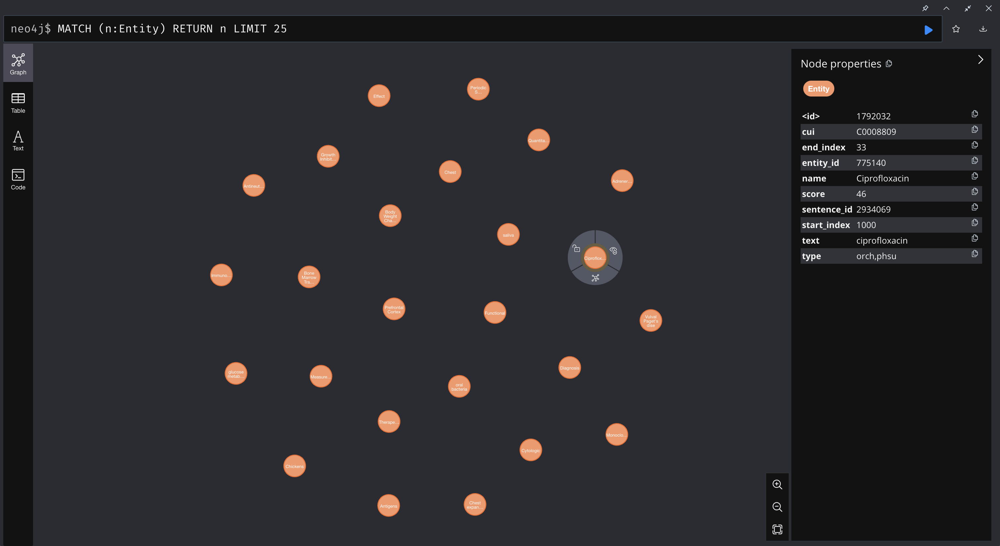 neo4j$ MATCH (n:Entity) RETURN n LIMIT 25
Graph
Table
Text
Code
Effect
Periodic
S...
Quantita...
Growth
Inhibit...
Chest
Adrener...
Antineut...
Body
Weight
Cha...
saliva
Ciproflox...
Immuno...
Bone
Marrow
Tra...
Prefrontal
Cortex
Functional
Vulval
Paget's
dise
glucose
metab...
Measure...
Diagnosis
oral
bacteria
Therape...
Monoclo...
Cytologic
Chickens
Antigens
Chest
expan...
Node properties
Entity
<id> 1792032
cui C0008809
end_index 33
entity_id 775140
name Ciprofloxacin
score 46
sentence_id 2934069
start_index 1000
text ciprofloxacin
type orch,phsu